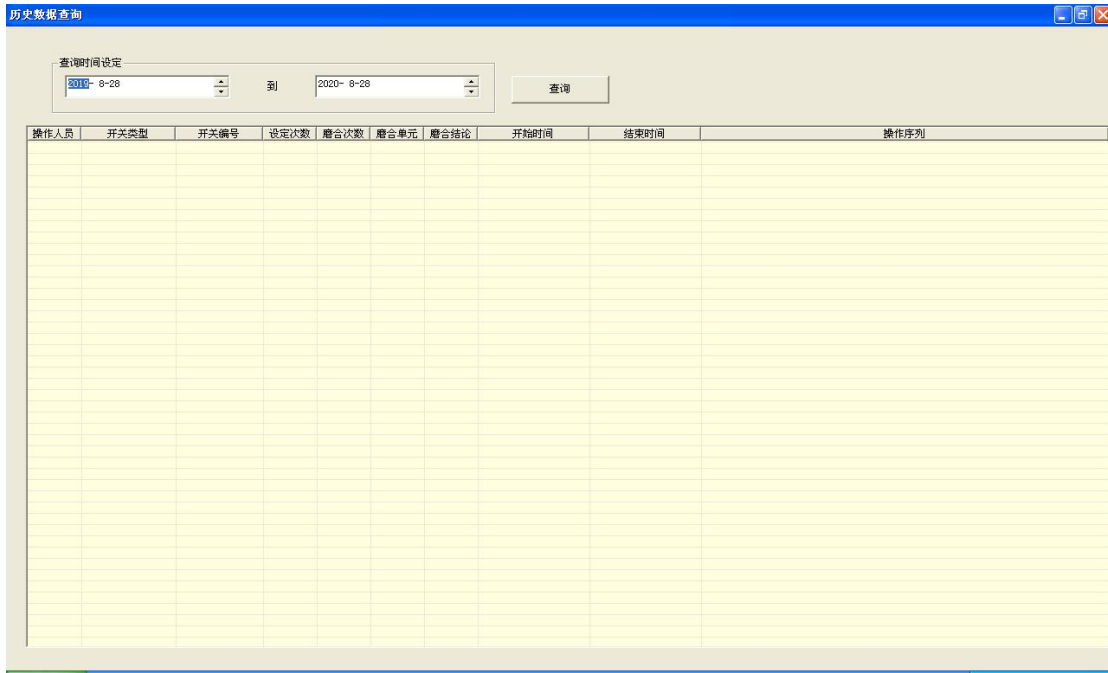 历史数据查询
查询时间设定
2019- 8-28 到 2020- 8-28 查询
操作人员 开关类型 开关编号 设定次数 磨合次数 磨合单元 磨合结论 开始时间 结束时间 操作序列